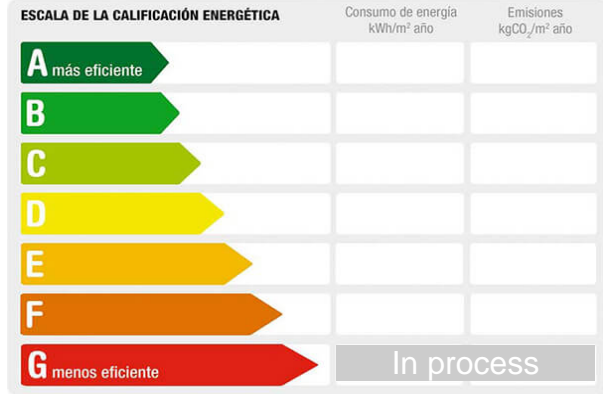 ESCALA DE LA CALIFICACIÓN ENERGÉTICA
Consumo de energía
kWh/m² año
Emisiones
kgCO₂/m² año
A más eficiente
B
C
D
E
F
G menos eficiente
In process